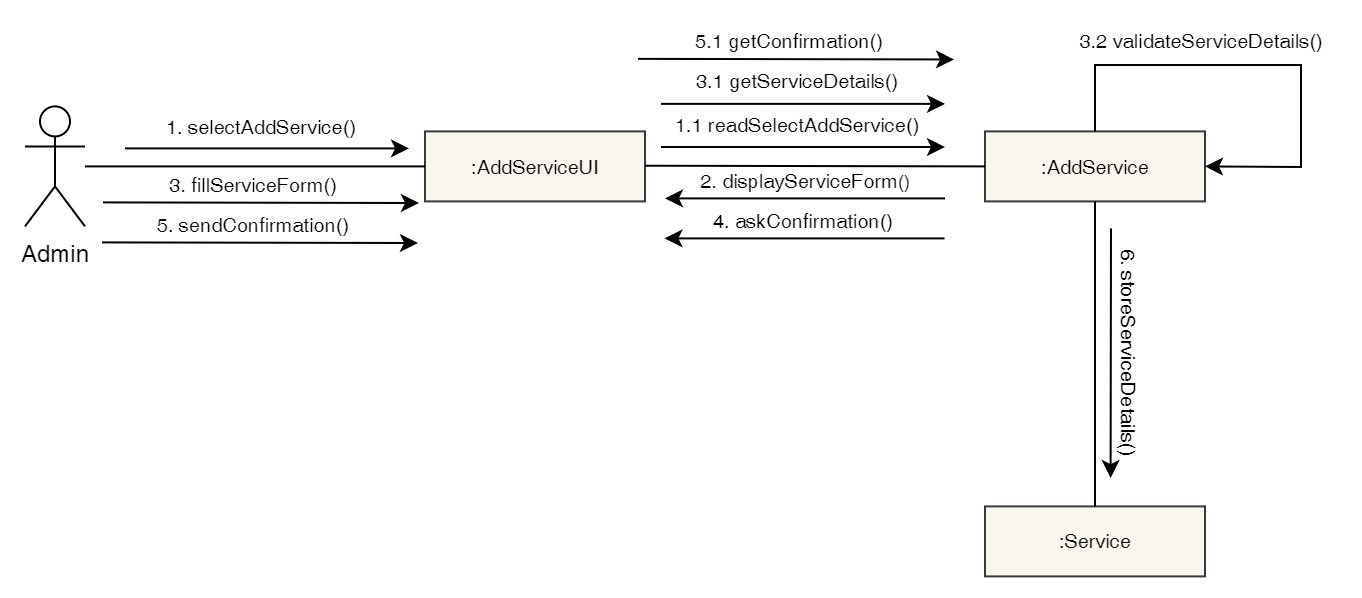 5.1 getConfirmation()
3.2 validateServiceDetails()
3.1 getServiceDetails()
1. selectAddService()
1.1 readSelectAddService()
:AddServiceUI
:AddService
3. fillServiceForm()
2. displayServiceForm()
5. sendConfirmation()
4. askConfirmation()
Admin
6. storeServiceDetails()
:Service